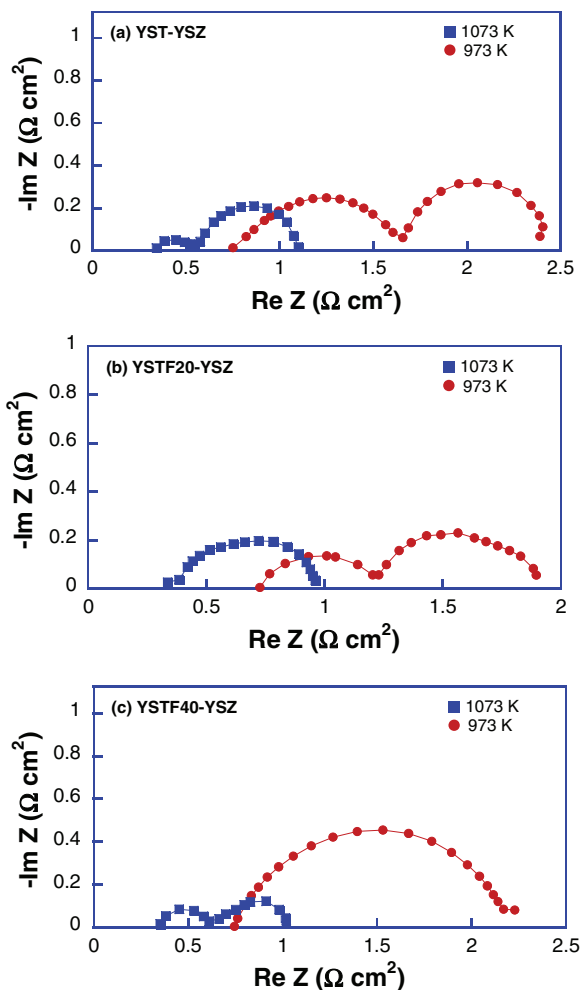 (a) YST-YSZ
1073 K
973 K
1
0.8
0.6
0.4
0.2
0
-Im Z (Ω cm²)
0 0.5 1 1.5 2 2.5
Re Z (Ω cm²)
(b) YSTF20-YSZ
1073 K
973 K
1
0.8
0.6
0.4
0.2
0
-Im Z (Ω cm²)
0 0.5 1 1.5 2
Re Z (Ω cm²)
(c) YSTF40-YSZ
1073 K
973 K
1
0.8
0.6
0.4
0.2
0
-Im Z (Ω cm²)
0 0.5 1 1.5 2 2.5
Re Z (Ω cm²)